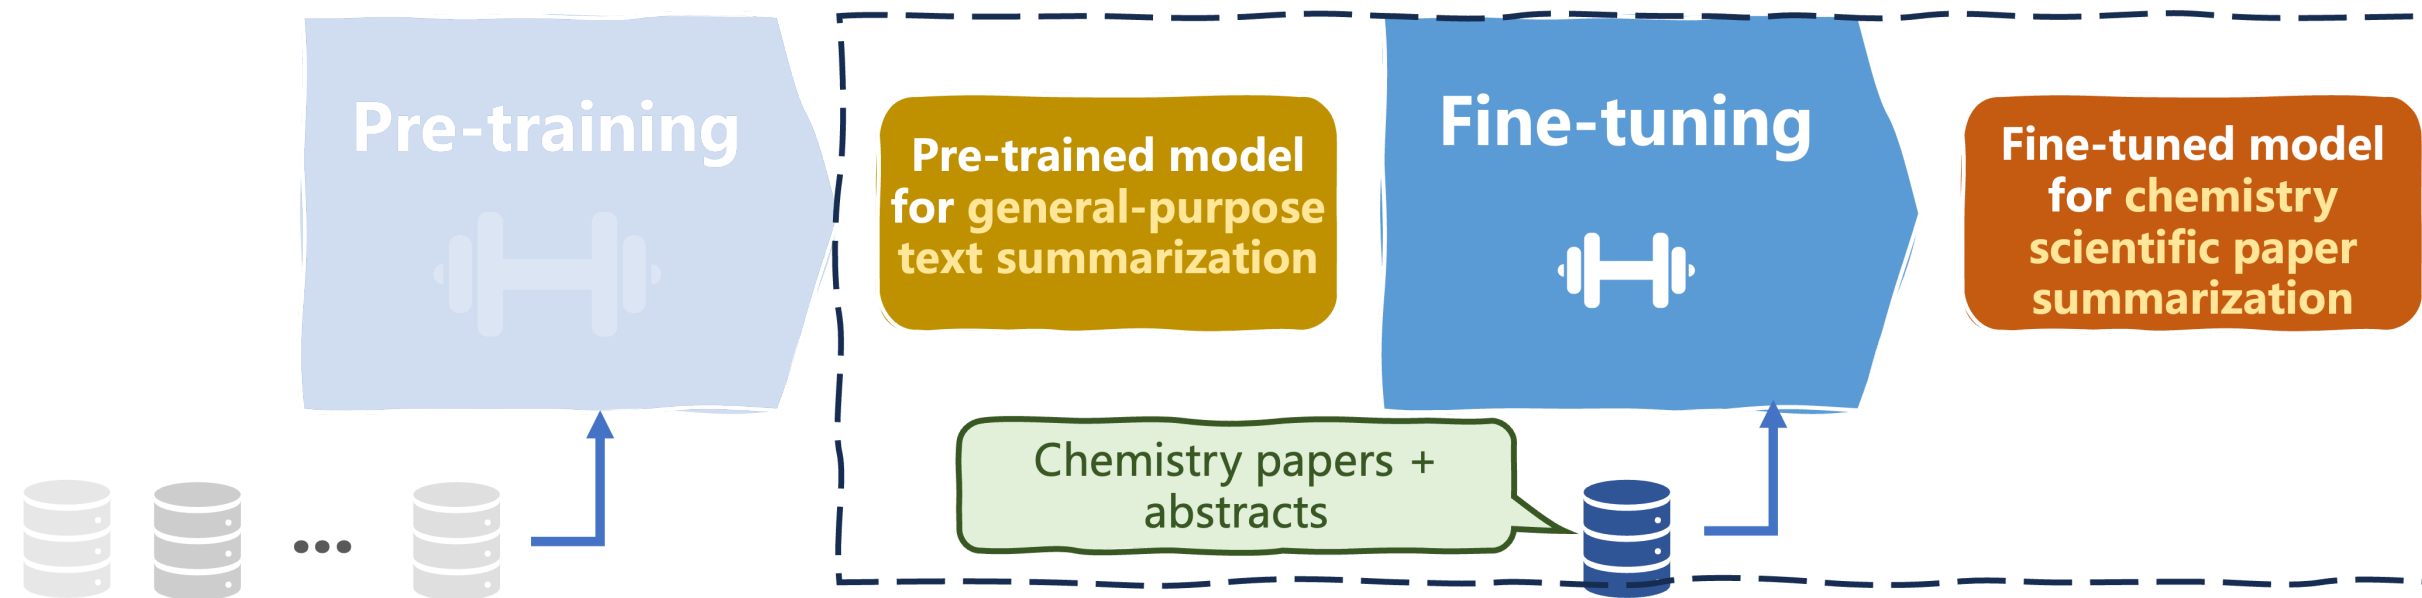 Pre-training
Pre-trained model
for general-purpose
text summarization
Fine-tuning
Fine-tuned model
for chemistry
scientific paper
summarization
Chemistry papers +
abstracts